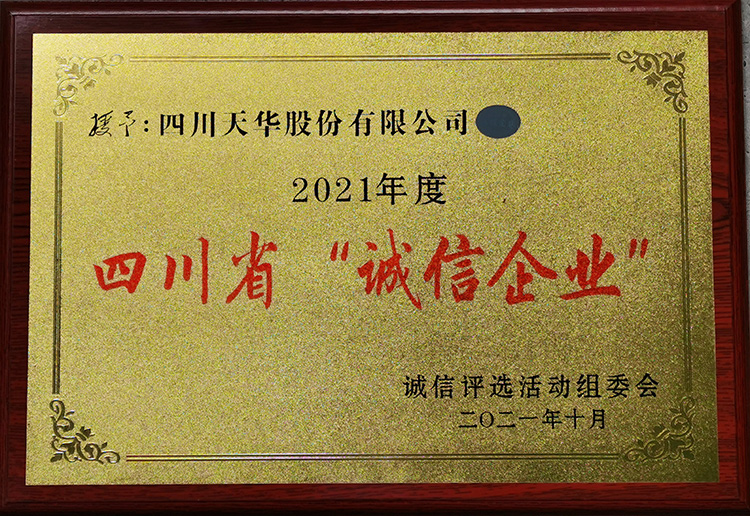 授予:四川天华股份有限公司
2021年度
四川省“诚信企业”
诚信评选活动组委会
二〇二一年十月